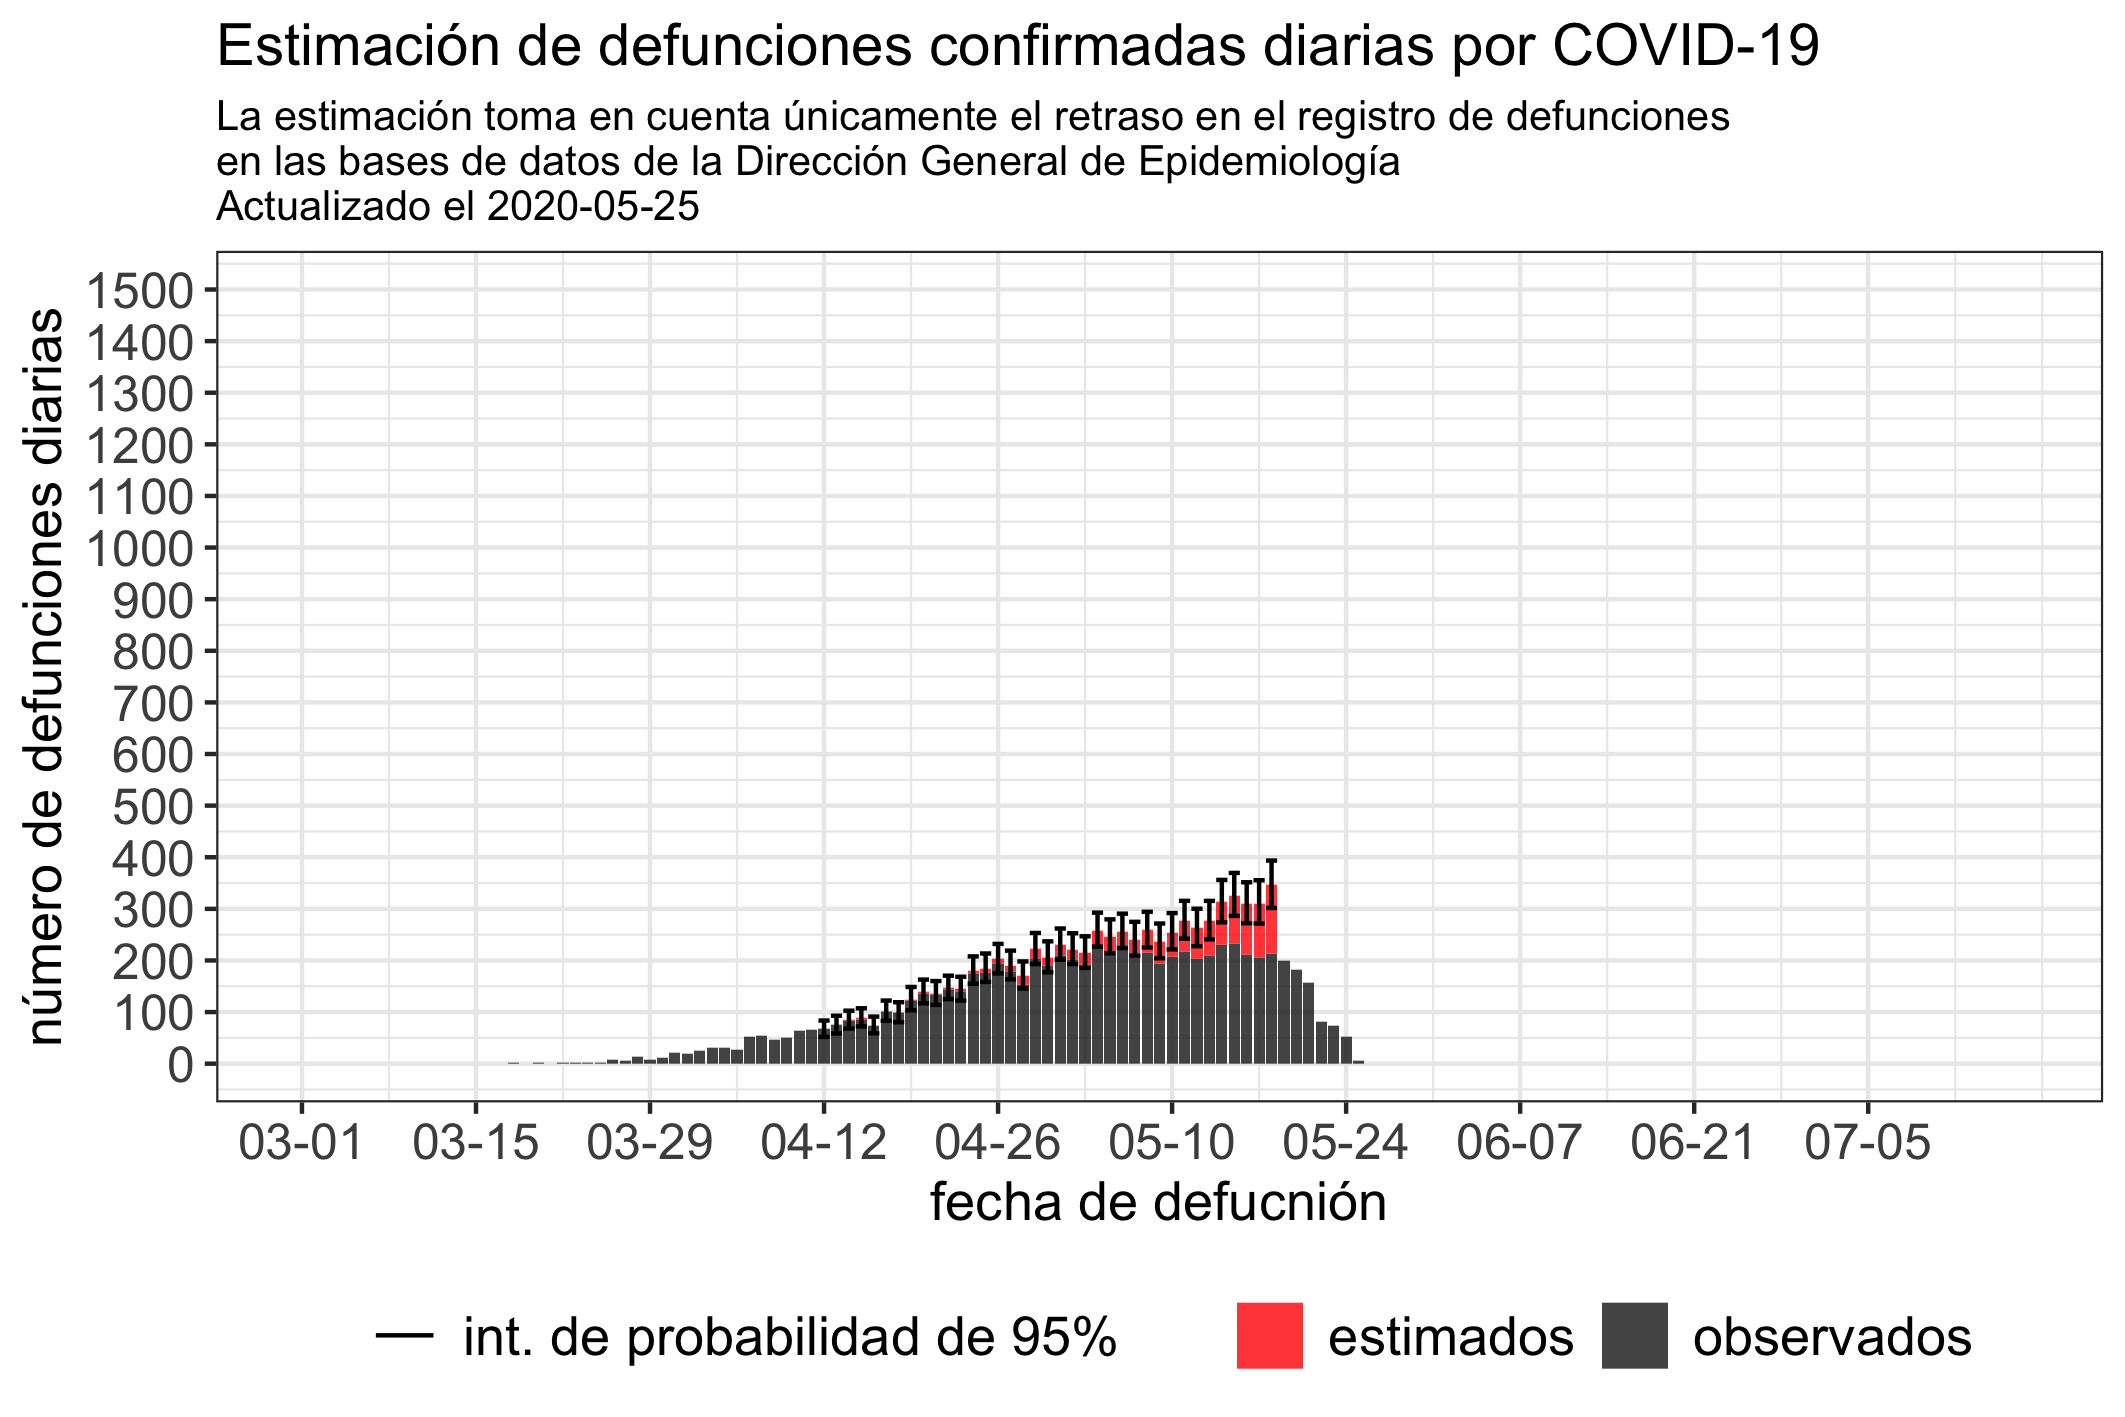 Estimación de defunciones confirmadas diarias por COVID-19
La estimación toma en cuenta únicamente el retraso en el registro de defunciones
en las bases de datos de la Dirección General de Epidemiología
Actualizado el 2020-05-25
número de defunciones diarias
1500
1400
1300
1200
1100
1000
900
800
700
600
500
400
300
200
100
0
03-01 03-15 03-29 04-12 04-26 05-10 05-24 06-07 06-21 07-05
fecha de defucnión
int. de probabilidad de 95% estimados observados